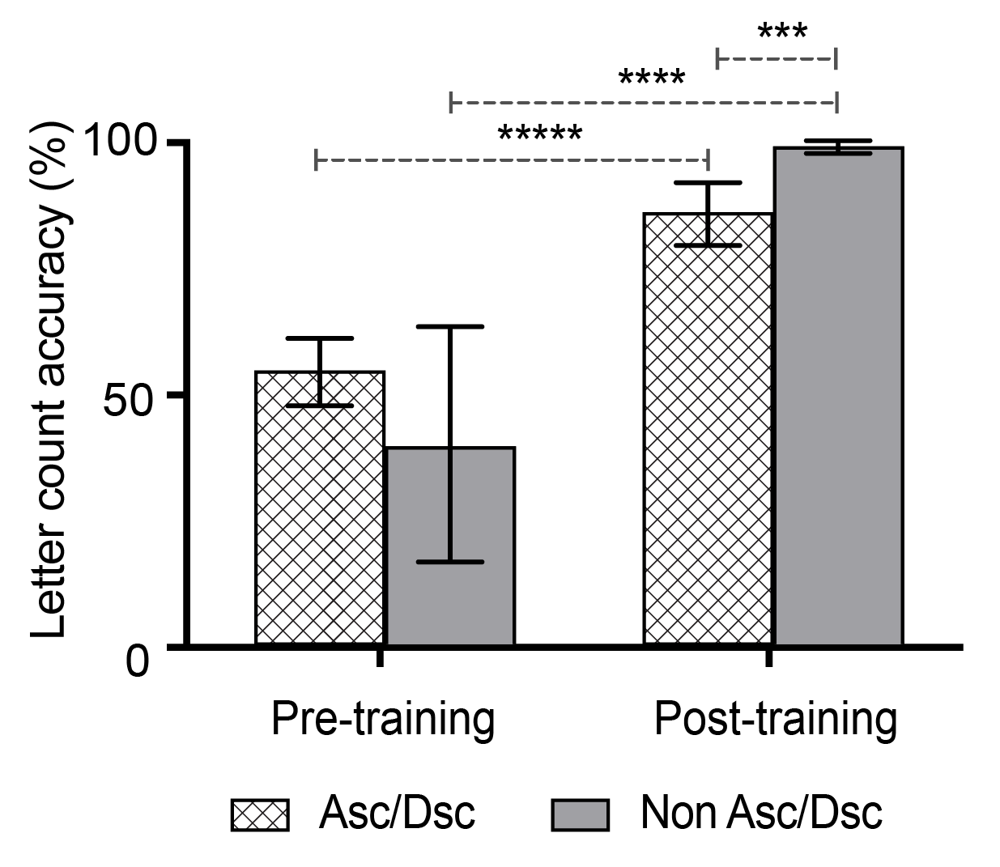 ***
****
*****
Letter count accuracy (%)
100
50
0
Pre-training Post-training
Asc/Dsc Non Asc/Dsc